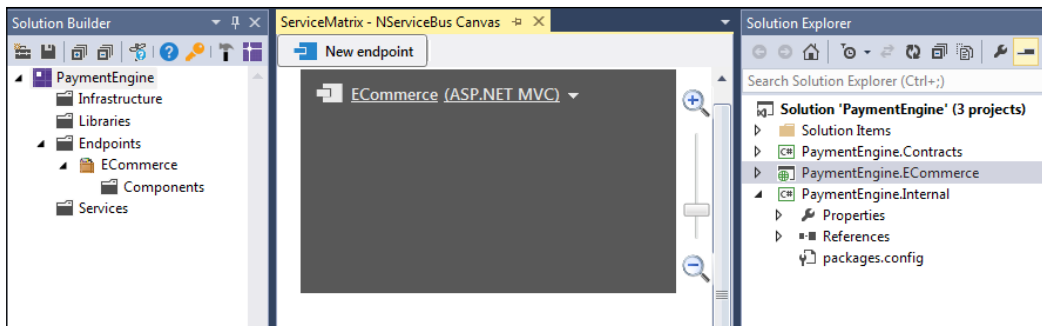 Solution Builder
PaymentEngine
Infrastructure
Libraries
Endpoints
ECommerce
Components
Services
ServiceMatrix - NServiceBus Canvas
New endpoint
ECommerce (ASP.NET MVC)
Solution Explorer
Search Solution Explorer (Ctrl+;)
Solution 'PaymentEngine' (3 projects)
Solution Items
C# PaymentEngine.Contracts
PaymentEngine.ECommerce
C# PaymentEngine.Internal
Properties
References
packages.config